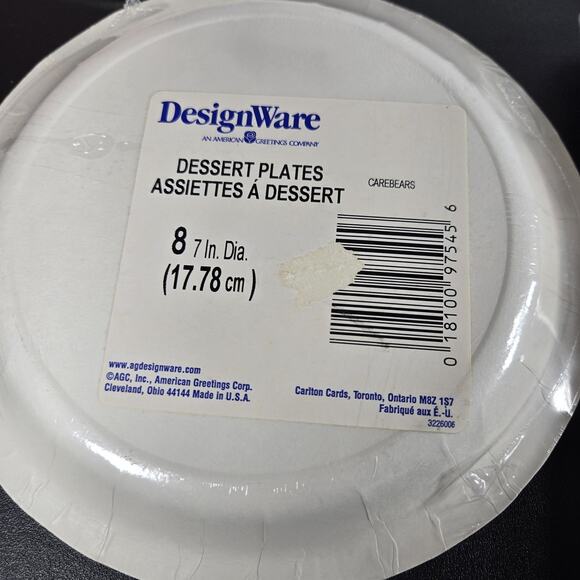 DesignWare
AN AMERICAN GREETINGS COMPANY
DESSERT PLATES
ASSIETTES Á DESSERT
CAREBEARS
8 7 In. Dia.
(17.78 cm)
0 18100 97545 6
www.agdesignware.com
©AGC, Inc., American Greetings Corp.
Cleveland, Ohio 44144 Made in U.S.A.
Carlton Cards, Toronto, Ontario M8Z 1S7
Fabriqué aux É.-U.
3226006